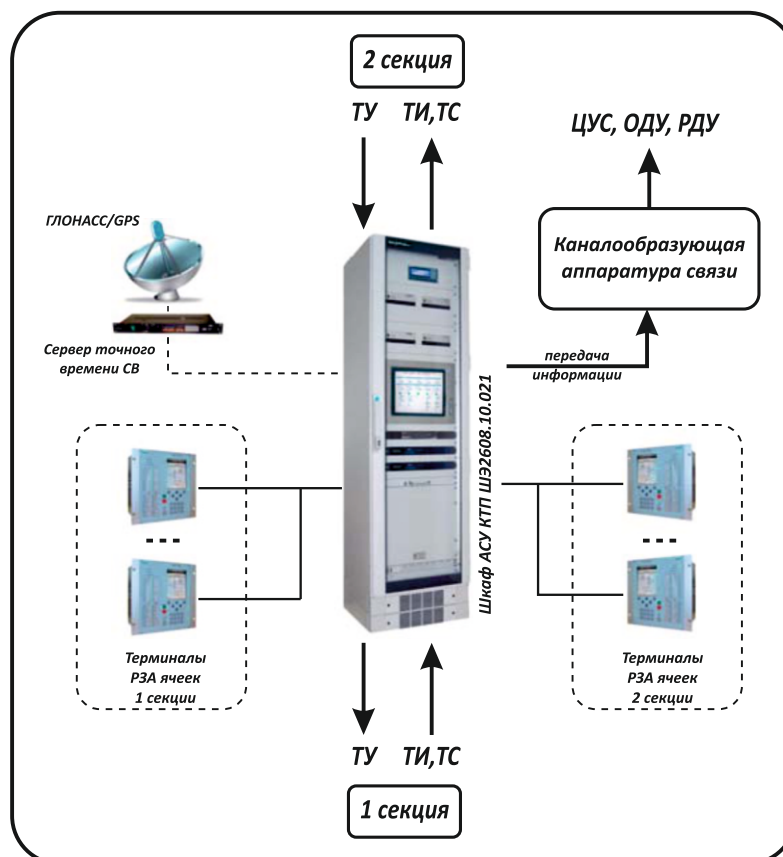 2 секция
ТУ ТИ,ТС
ЦУС, ОДУ, РДУ
ГЛОНАСС/GPS
Каналообразующая
аппаратура связи
Сервер точного
времени СВ
передача
информации
Шкаф АСУ КТП ШЭ2608.10.021
Терминалы
РЗА ячеек
1 секции
Терминалы
РЗА ячеек
2 секции
ТУ ТИ,ТС
1 секция